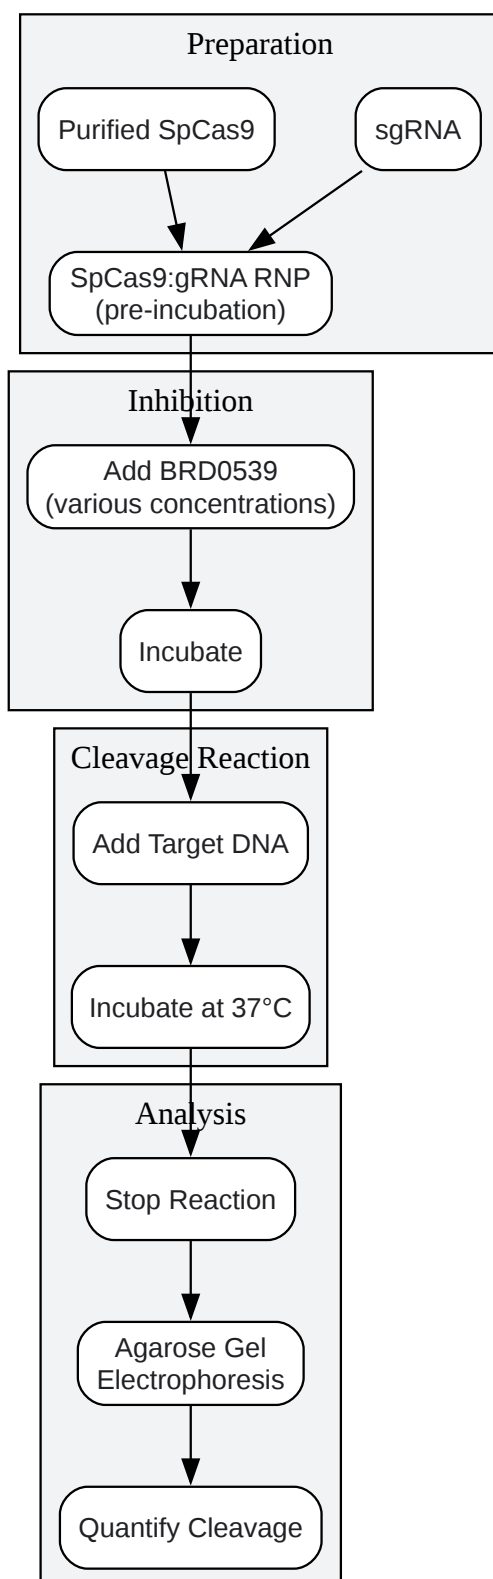 Preparation
Purified SpCas9
sgRNA
SpCas9:gRNA RNP
(pre-incubation)
Inhibition
Add BRD0539
(various concentrations)
Incubate
Cleavage Reaction
Add Target DNA
Incubate at 37°C
Analysis
Stop Reaction
Agarose Gel
Electrophoresis
Quantify Cleavage